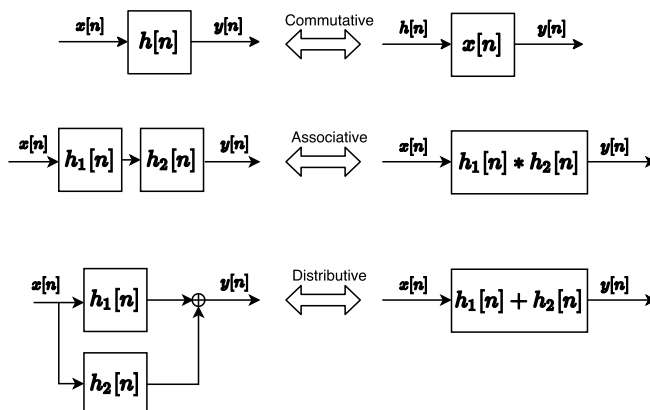 x[n] h[n] y[n] Commutative h[n] x[n] y[n]
x[n] h₁[n] h₂[n] y[n] Associative x[n] h₁[n] * h₂[n] y[n]
x[n] h₁[n] y[n] Distributive x[n] h₁[n] + h₂[n] y[n]
h₂[n]